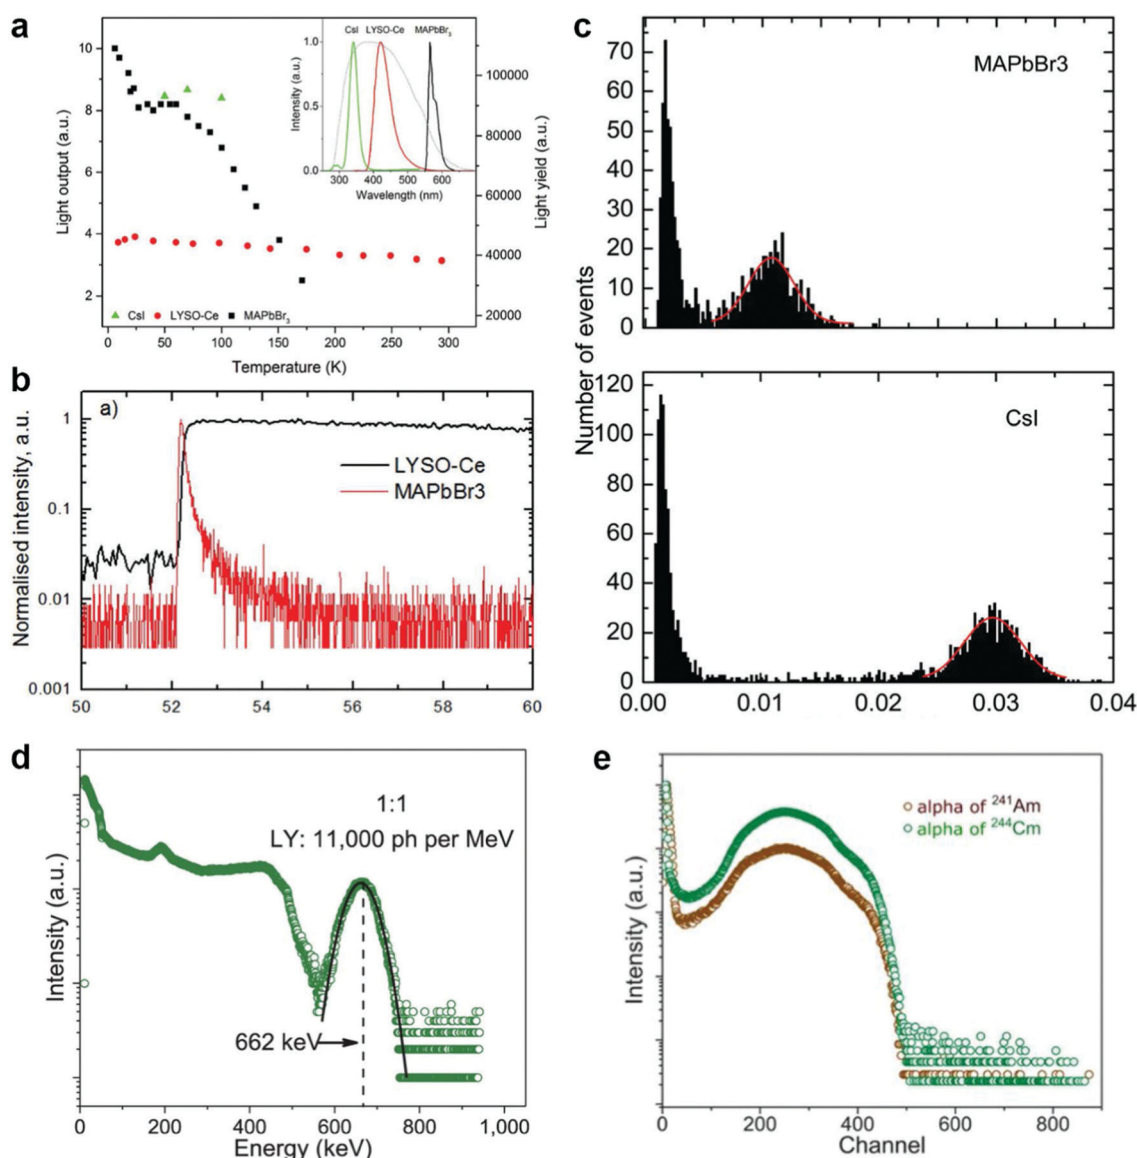 a
Light output (a.u.)
10
8
6
4
2
0 50 100 150 200 250 300
Temperature (K)
Light yield (a.u.)
100000
80000
60000
40000
20000
CsI LYSO-Ce MAPbBr3
CsI LYSO-Ce MAPbBr3
Intensity (a.u.)
1.0
0.5
0.0
300 400 500 600
Wavelength (nm)
b
a)
Normalised intensity, a.u.
1
0.1
0.01
0.001
LYSO-Ce
MAPbBr3
50 52 54 56 58 60
c
Number of events
MAPbBr3
70
60
50
40
30
20
10
0
CsI
120
100
80
60
40
20
0
0.00 0.01 0.02 0.03 0.04
d
Intensity (a.u.)
1:1
LY: 11,000 ph per MeV
662 keV
0 200 400 600 800 1,000
Energy (keV)
e
Intensity (a.u.)
alpha of 241Am
alpha of 244Cm
0 200 400 600 800
Channel